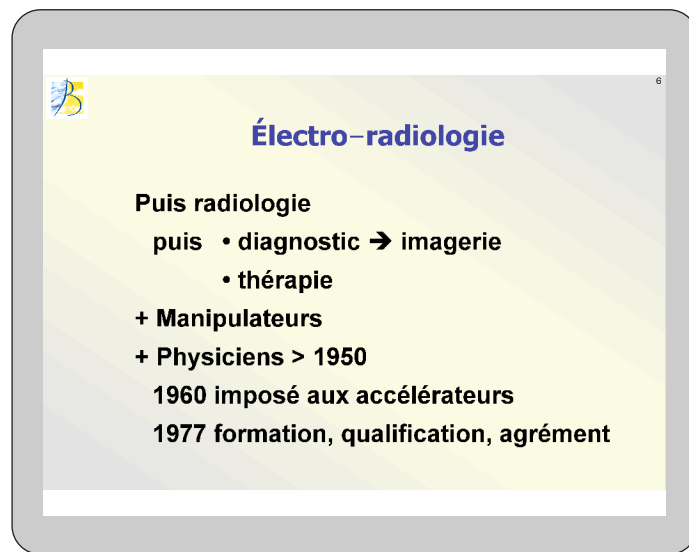 6
Électro–radiologie
Puis radiologie
puis • diagnostic ➔ imagerie
• thérapie
+ Manipulateurs
+ Physiciens > 1950
1960 imposé aux accélérateurs
1977 formation, qualification, agrément